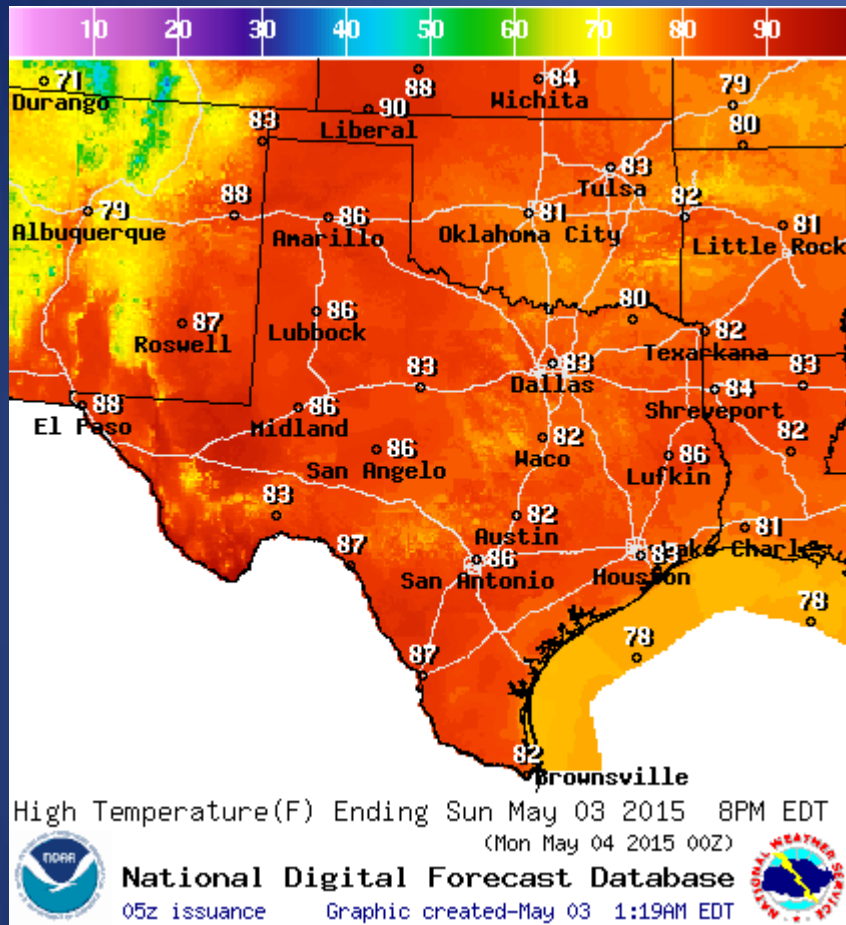 10 20 30 40 50 60 70 80 90
71
Durango
88
84
Wichita
79
90
Liberal
83
80
83
Tulsa
79
Albuquerque
88
86
Amarillo
81
Oklahoma City
82
81
Little Rock
87
Roswell
86
Lubbock
80
82
Texarkana
83
83
Dallas
84
Shreveport
83
88
El Paso
86
Midland
86
San Angelo
82
Waco
86
Lufkin
82
83
82
Austin
81
Lake Charles
87
86
San Antonio
83
Houston
78
78
87
82
Brownsville
High Temperature(F) Ending Sun May 03 2015 8PM EDT
(Mon May 04 2015 00Z)
NOAA
National Digital Forecast Database
05z issuance Graphic created-May 03 1:19AM EDT
NATIONAL WEATHER SERVICE